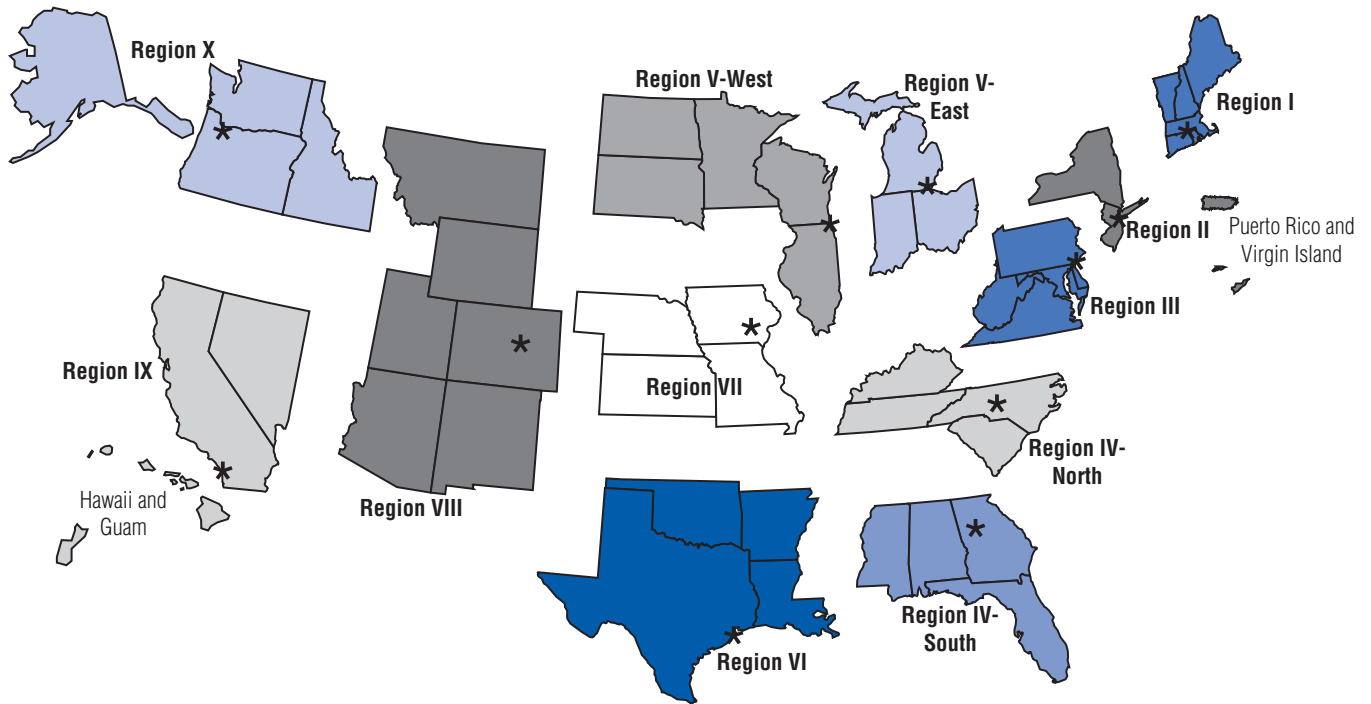 Region X
Region V-West
Region V-
East
Region I
Region II
Puerto Rico and
Virgin Island
Region III
Region IX
Region VII
Region IV-
North
Hawaii and
Guam
Region VIII
Region IV-
South
Region VI